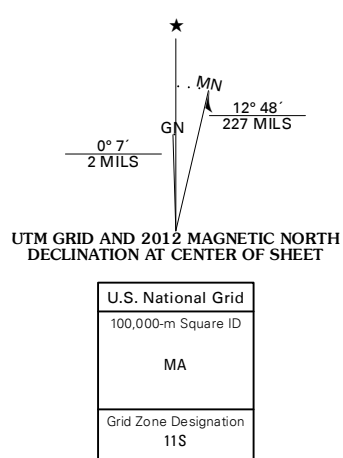 ★
MN
GN
12° 48´
227 MILS
0° 7´
2 MILS
UTM GRID AND 2012 MAGNETIC NORTH
DECLINATION AT CENTER OF SHEET
U.S. National Grid
100,000-m Square ID
MA
Grid Zone Designation
11S